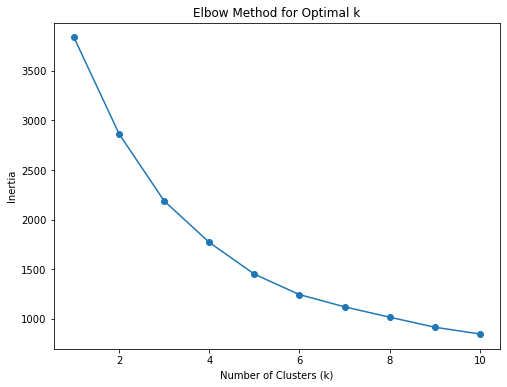 Elbow Method for Optimal k
3500
3000
2500
2000
1500
1000
Inertia
2 4 6 8 10
Number of Clusters (k)